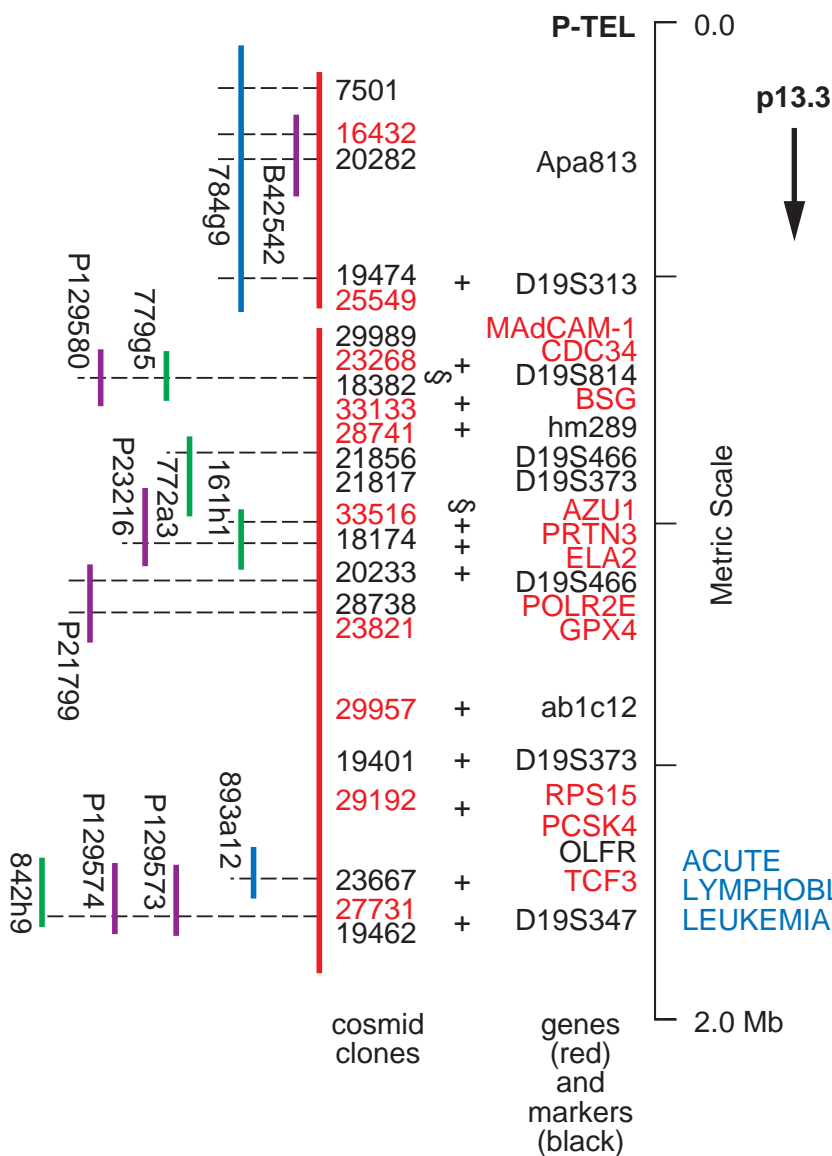 P-TEL
0.0
p13.3
7501
16432
20282
Apa813
784g9
B42542
19474
+
D19S313
25549
P129580
779g5
29989
MAdCAM-1
23268
+
CDC34
18382
§
D19S814
33133
+
BSG
28741
+
hm289
P23216
772a3
161h1
21856
D19S466
21817
D19S373
33516
§
+
AZU1
18174
+
PRTN3
ELA2
20233
+
D19S466
28738
POLR2E
23821
GPX4
P21799
Metric Scale
29957
+
ab1c12
19401
+
D19S373
29192
+
RPS15
PCSK4
OLFR
842h9
P129574
P129573
893a12
23667
+
TCF3
27731
19462
+
D19S347
ACUTE
LYMPHOBL
LEUKEMIA
2.0 Mb
cosmid
clones
genes
(red)
and
markers
(black)